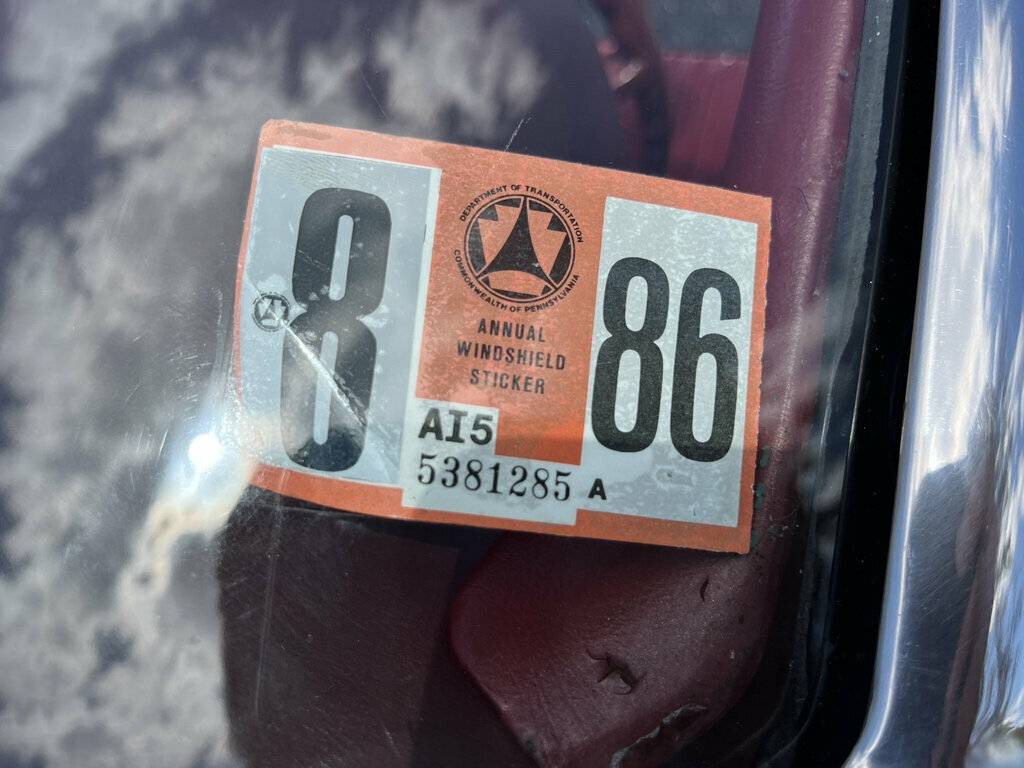 8
DEPARTMENT OF TRANSPORTATION
COMMONWEALTH OF PENNSYLVANIA
ANNUAL
WINDSHIELD
STICKER
86
AI5
5381285 A